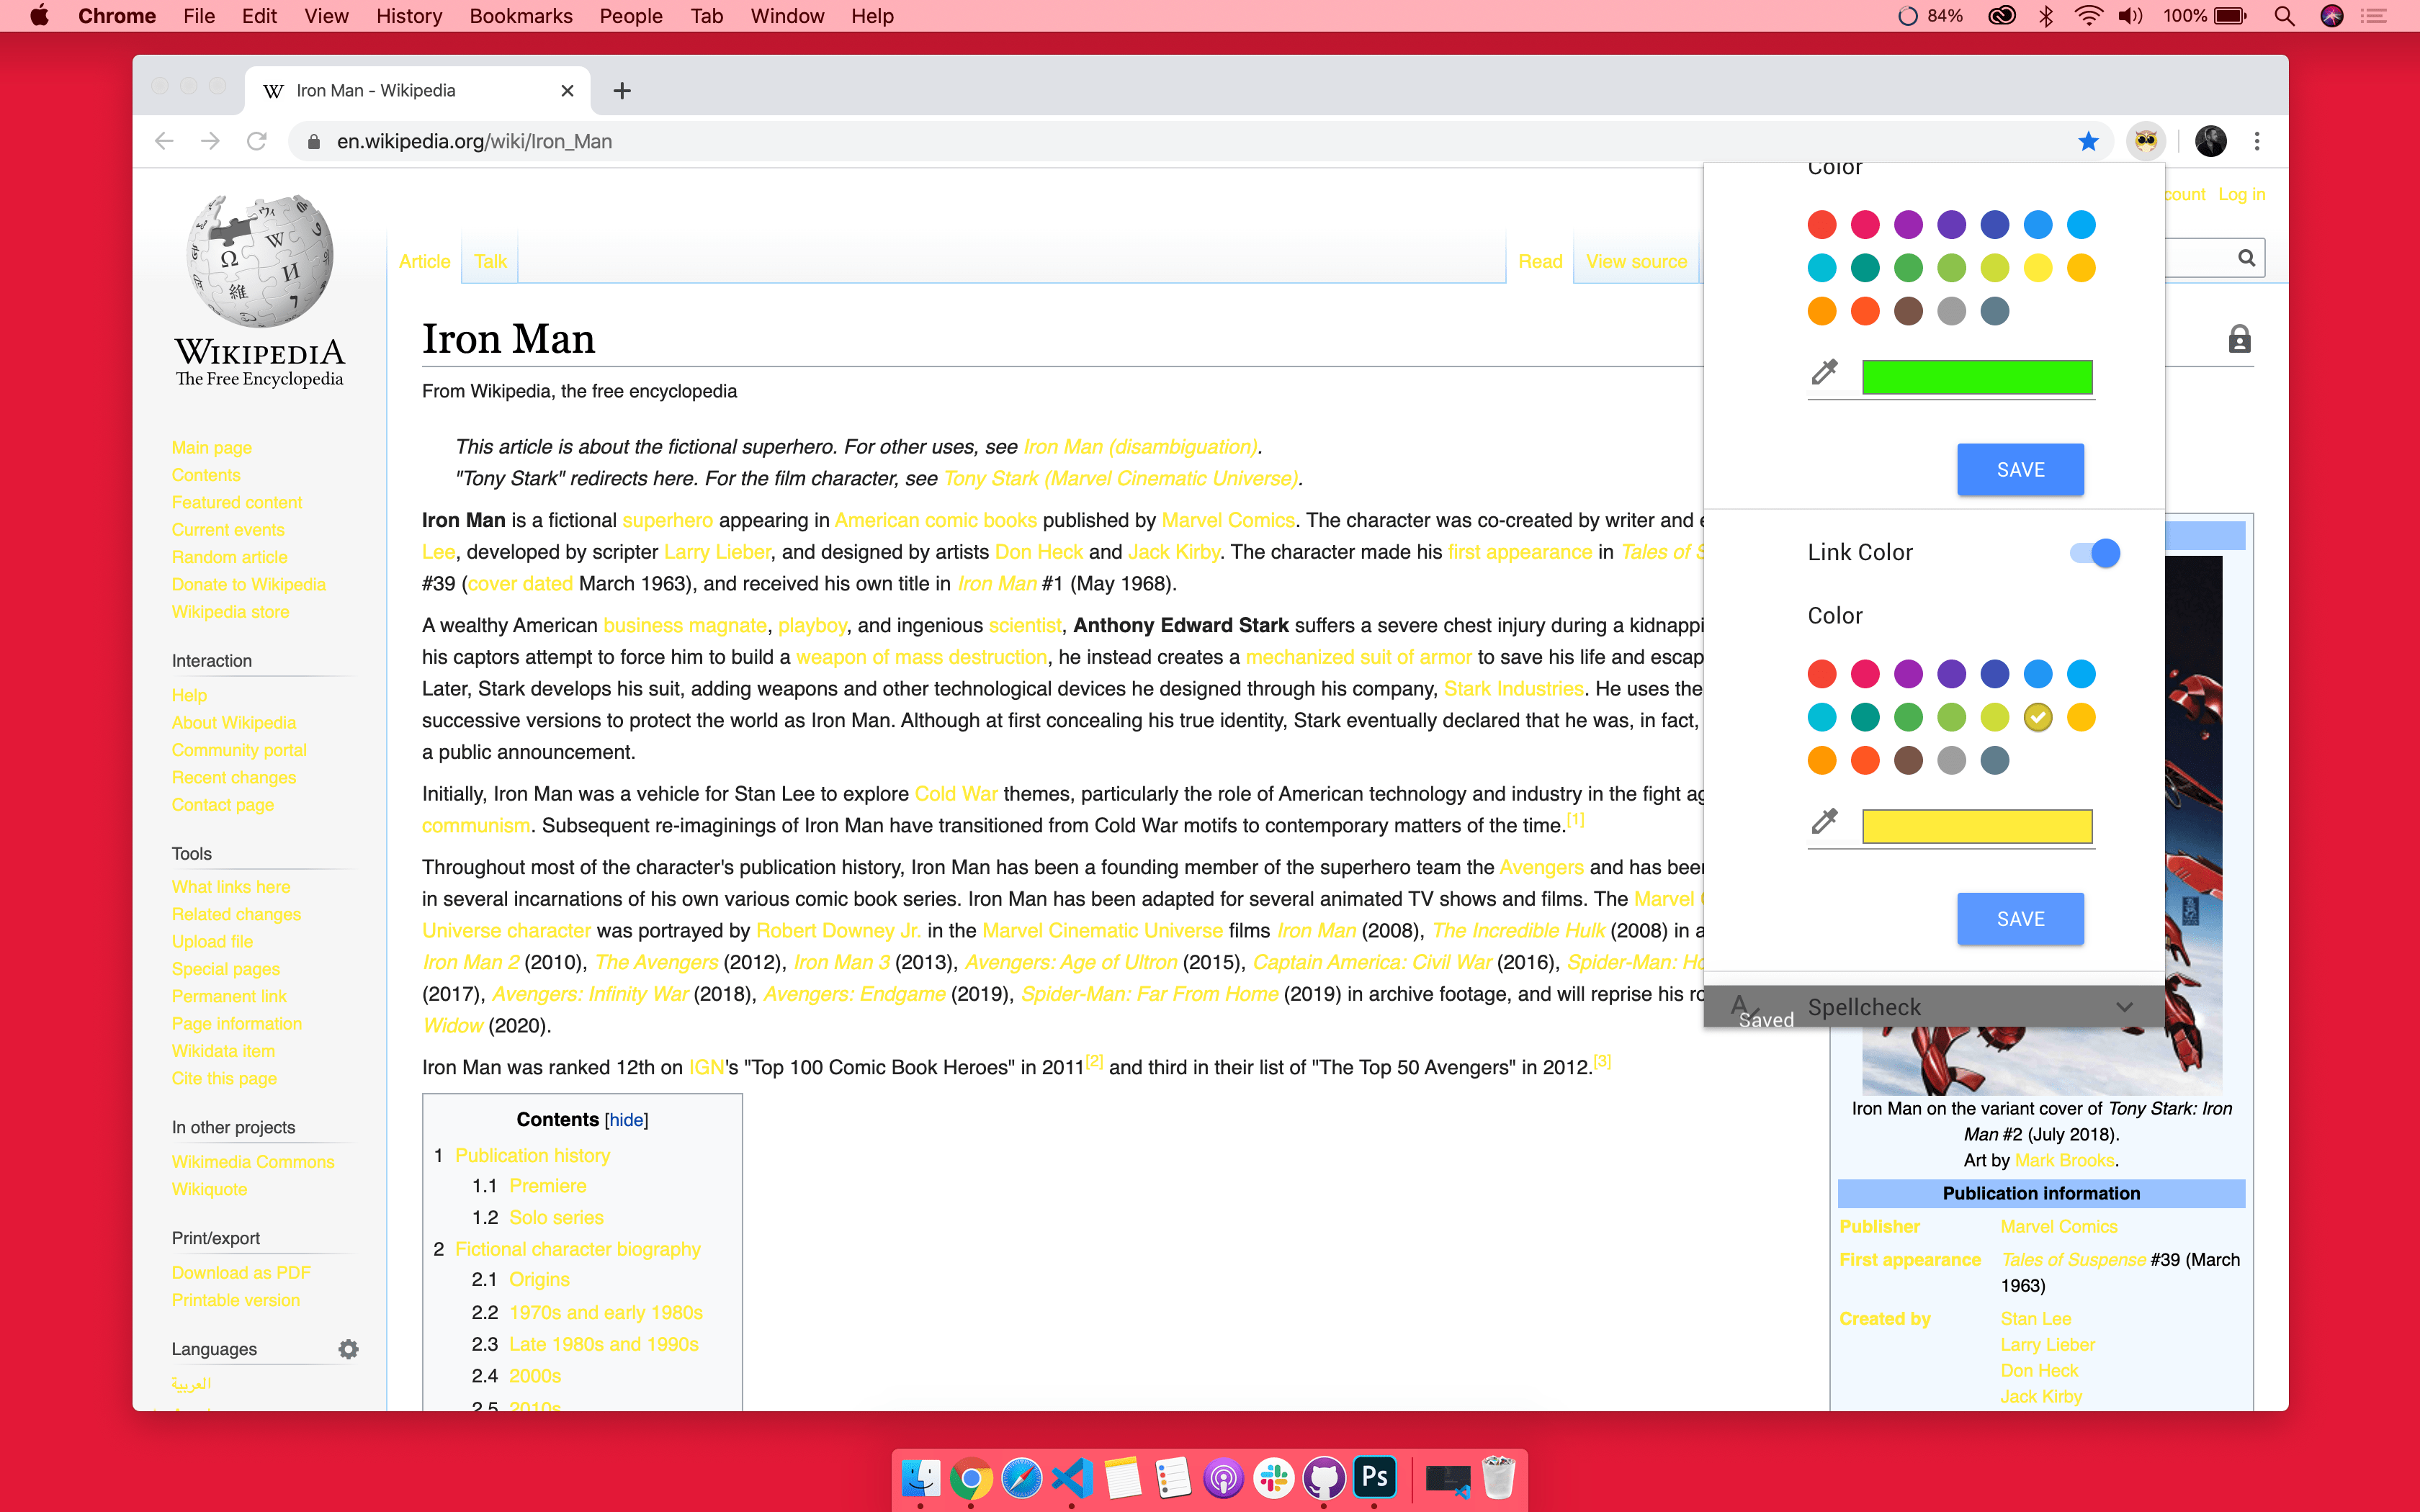 Chrome File Edit View History Bookmarks People Tab Window Help
84% 100%
Iron Man - Wikipedia
en.wikipedia.org/wiki/Iron_Man
count Log in
WIKIPEDIA
The Free Encyclopedia
Main page
Contents
Featured content
Current events
Random article
Donate to Wikipedia
Wikipedia store
Interaction
Help
About Wikipedia
Community portal
Recent changes
Contact page
Tools
What links here
Related changes
Upload file
Special pages
Permanent link
Page information
Wikidata item
Cite this page
In other projects
Wikimedia Commons
Wikiquote
Print/export
Download as PDF
Printable version
Languages
العربية
Article Talk
Read View source
Iron Man
From Wikipedia, the free encyclopedia
This article is about the fictional superhero. For other uses, see Iron Man (disambiguation).
"Tony Stark" redirects here. For the film character, see Tony Stark (Marvel Cinematic Universe).
Iron Man is a fictional superhero appearing in American comic books published by Marvel Comics. The character was co-created by writer and
Lee, developed by scripter Larry Lieber, and designed by artists Don Heck and Jack Kirby. The character made his first appearance in Tales of
#39 (cover dated March 1963), and received his own title in Iron Man #1 (May 1968).
A wealthy American business magnate, playboy, and ingenious scientist, Anthony Edward Stark suffers a severe chest injury during a kidnappi
his captors attempt to force him to build a weapon of mass destruction, he instead creates a mechanized suit of armor to save his life and escap
Later, Stark develops his suit, adding weapons and other technological devices he designed through his company, Stark Industries. He uses the
successive versions to protect the world as Iron Man. Although at first concealing his true identity, Stark eventually declared that he was, in fact,
a public announcement.
Initially, Iron Man was a vehicle for Stan Lee to explore Cold War themes, particularly the role of American technology and industry in the fight ag
communism. Subsequent re-imaginings of Iron Man have transitioned from Cold War motifs to contemporary matters of the time.[1]
Throughout most of the character's publication history, Iron Man has been a founding member of the superhero team the Avengers and has bee
in several incarnations of his own various comic book series. Iron Man has been adapted for several animated TV shows and films. The Marvel
Universe character was portrayed by Robert Downey Jr. in the Marvel Cinematic Universe films Iron Man (2008), The Incredible Hulk (2008) in a
Iron Man 2 (2010), The Avengers (2012), Iron Man 3 (2013), Avengers: Age of Ultron (2015), Captain America: Civil War (2016), Spider-Man: Ho
(2017), Avengers: Infinity War (2018), Avengers: Endgame (2019), Spider-Man: Far From Home (2019) in archive footage, and will reprise his ro
Widow (2020).
Iron Man was ranked 12th on IGN's "Top 100 Comic Book Heroes" in 2011[2] and third in their list of "The Top 50 Avengers" in 2012.[3]
Contents [hide]
1 Publication history
1.1 Premiere
1.2 Solo series
2 Fictional character biography
2.1 Origins
2.2 1970s and early 1980s
2.3 Late 1980s and 1990s
2.4 2000s
2.5 2010s
Color
SAVE
Link Color
Color
SAVE
Spellcheck
Saved
Iron Man on the variant cover of Tony Stark: Iron
Man #2 (July 2018).
Art by Mark Brooks.
Publication information
Publisher Marvel Comics
First appearance Tales of Suspense #39 (March
1963)
Created by Stan Lee
Larry Lieber
Don Heck
Jack Kirby
Ps